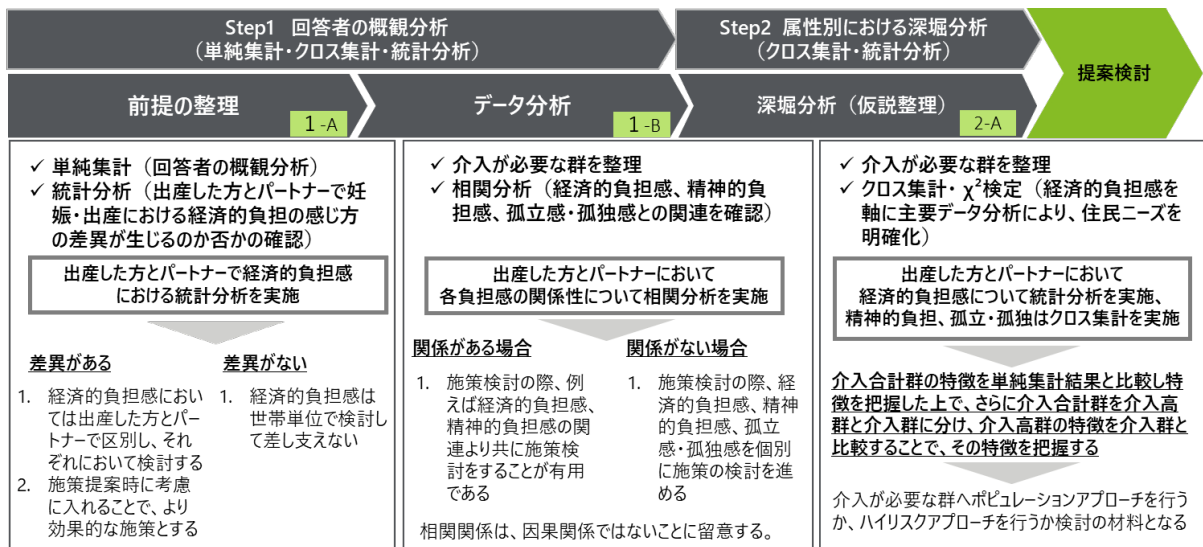 Step1 回答者の概観分析
（単純集計・クロス集計・統計分析）
Step2 属性別における深堀分析
（クロス集計・統計分析）
提案検討
前提の整理
1-A
データ分析
1-B
深堀分析（仮説整理）
2-A
✓ 単純集計（回答者の概観分析）
✓ 統計分析（出産した方とパートナーで妊
娠・出産における経済的負担の感じ方
の差異が生じるのか否かの確認）
出産した方とパートナーで経済的負担感
における統計分析を実施
差異がある
1. 経済的負担感におい
ては出産した方とパー
トナーで区別し、それ
ぞれにおいて検討する
2. 施策提案時に考慮
に入れることで、より
効果的な施策とする
差異がない
1. 経済的負担感は
世帯単位で検討し
て差し支えない
✓ 介入が必要な群を整理
✓ 相関分析（経済的負担感、精神的負
担感、孤立感・孤独感との関連を確認）
出産した方とパートナーにおいて
各負担感の関係性について相関分析を実施
関係がある場合
1. 施策検討の際、例
えば経済的負担感、
精神的負担感の関
連より共に施策検
討をすることが有用
である
関係がない場合
1. 施策検討の際、経
済的負担感、精神
的負担感、孤立
感・孤独感を個別
に施策の検討を進
める
相関関係は、因果関係ではないことに留意する。
✓ 介入が必要な群を整理
✓ クロス集計・χ²検定（経済的負担感を
軸に主要データ分析により、住民ニーズを
明確化）
出産した方とパートナーにおいて
経済的負担感について統計分析を実施、
精神的負担、孤立・孤独はクロス集計を実施
介入合計群の特徴を単純集計結果と比較し特
徴を把握した上で、さらに介入合計群を介入高
群と介入群に分け、介入高群の特徴を介入群と
比較することで、その特徴を把握する
介入が必要な群へポピュレーションアプローチを行う
か、ハイリスクアプローチを行うか検討の材料となる